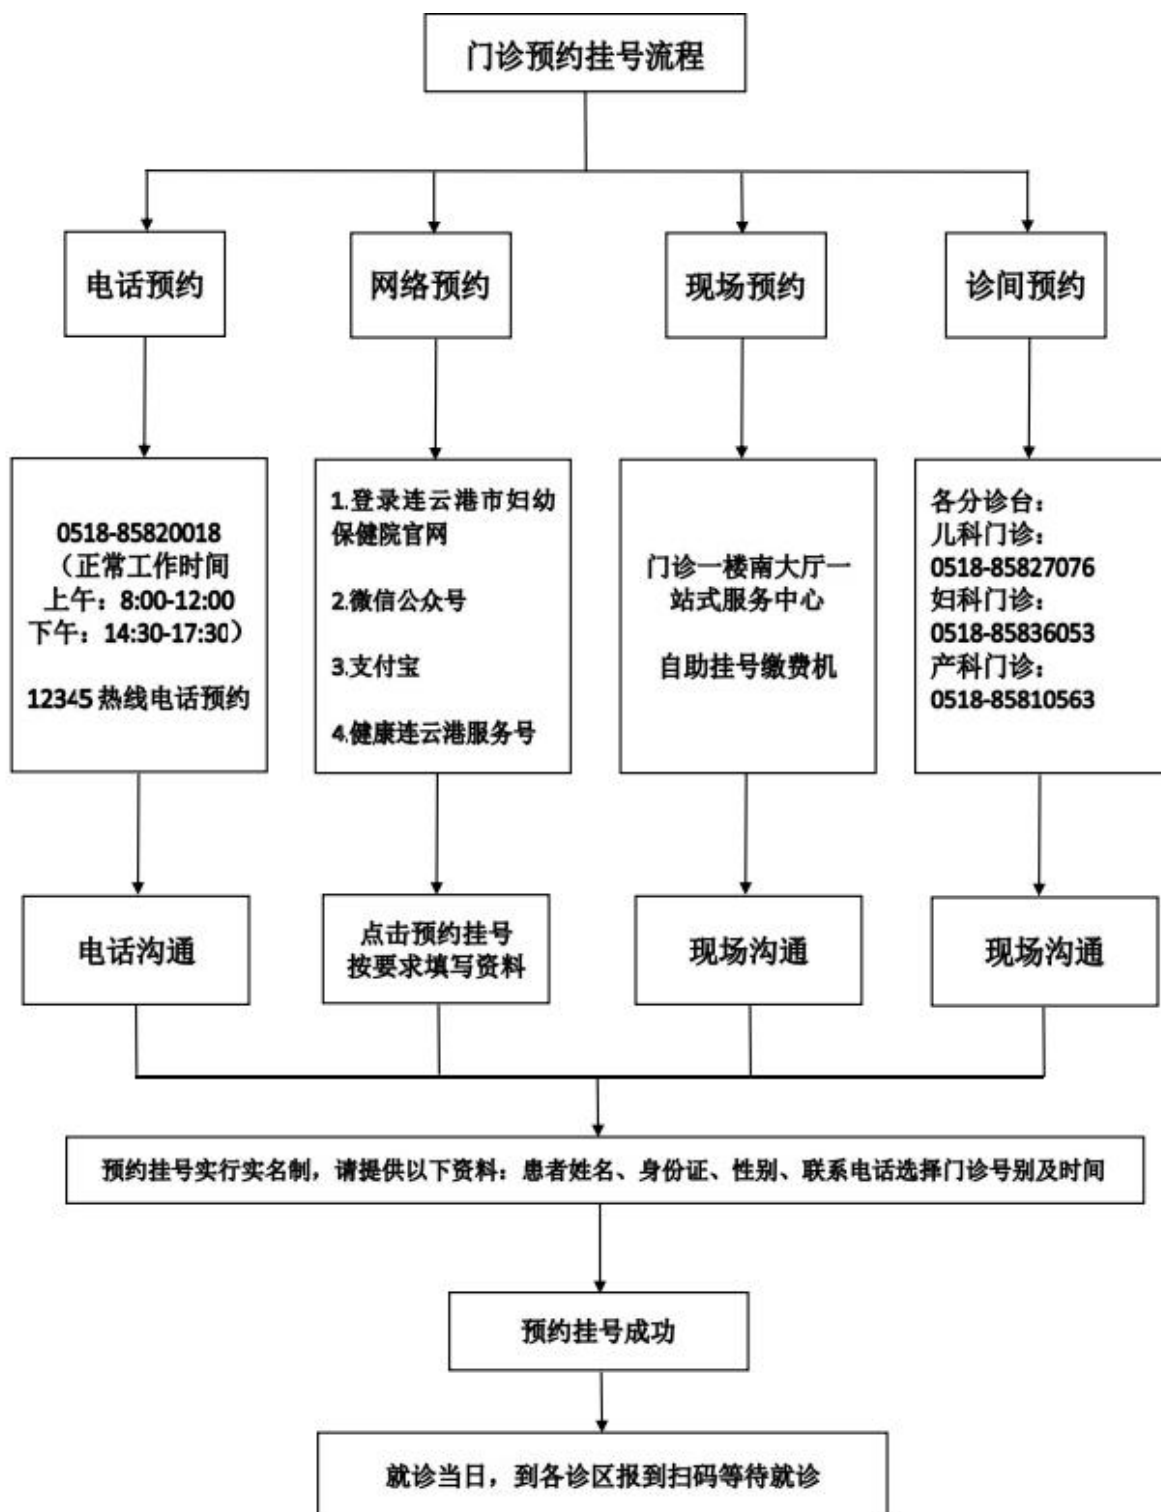 门诊预约挂号流程
电话预约
网络预约
现场预约
诊间预约
0518-85820018
（正常工作时间
上午：8:00-12:00
下午：14:30-17:30）
12345 热线电话预约
1.登录连云港市妇幼
保健院官网
2.微信公众号
3.支付宝
4.健康连云港服务号
门诊一楼南大厅一
站式服务中心
自助挂号缴费机
各分诊台：
儿科门诊：
0518-85827076
妇科门诊：
0518-85836053
产科门诊：
0518-85810563
电话沟通
点击预约挂号
按要求填写资料
现场沟通
现场沟通
预约挂号实行实名制，请提供以下资料：患者姓名、身份证、性别、联系电话选择门诊号别及时间
预约挂号成功
就诊当日，到各诊区报到扫码等待就诊